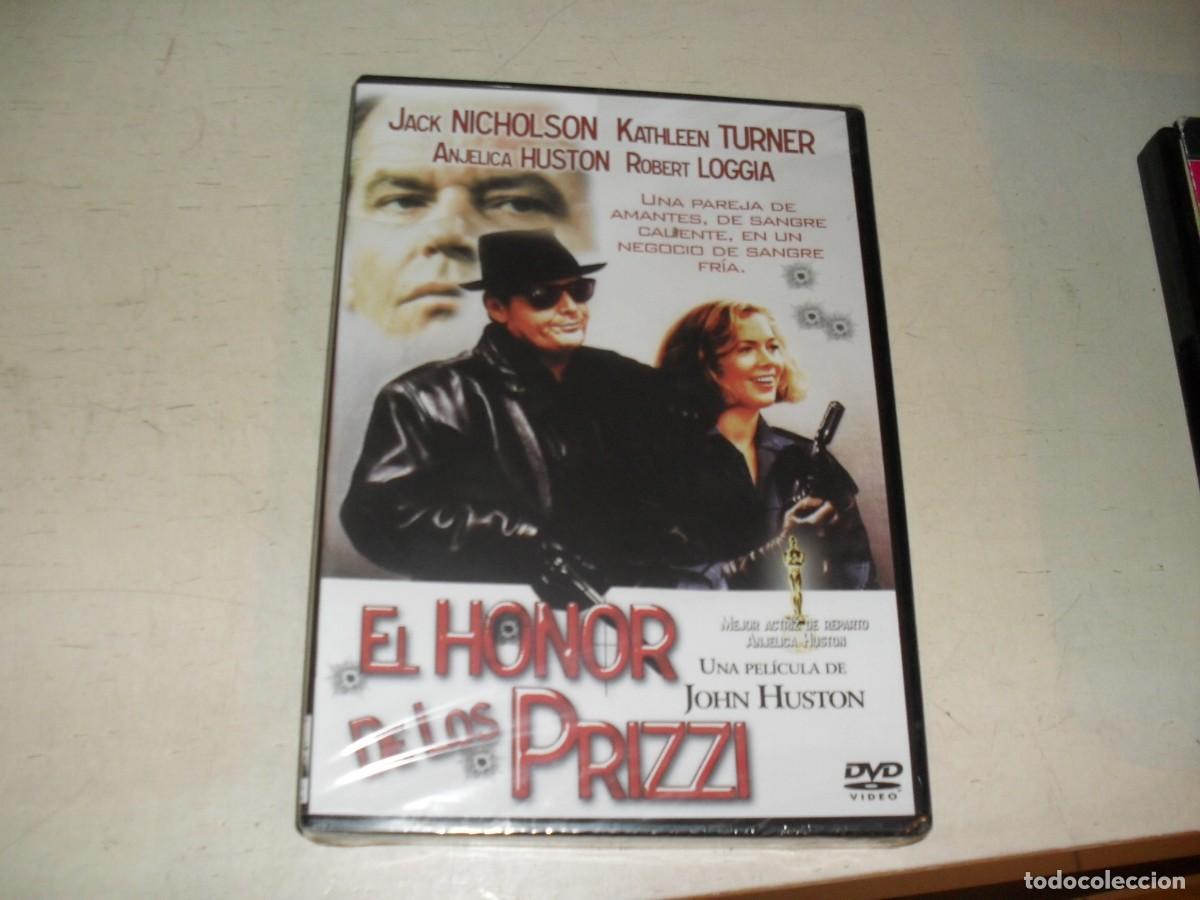 JACK NICHOLSON KATHLEEN TURNER
ANJELICA HUSTON ROBERT LOGGIA
UNA PAREJA DE
AMANTES, DE SANGRE
CALIENTE, EN UN
NEGOCIO DE SANGRE
FRÍA.
EL HONOR
DE LOS PRIZZI
MEJOR ACTRIZ DE REPARTO
ANJELICA HUSTON
UNA PELÍCULA DE
JOHN HUSTON
DVD
VIDEO
todocoleccion